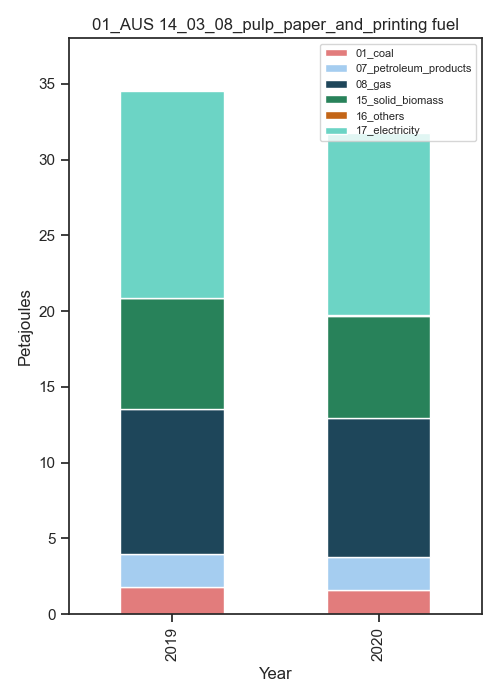 01_AUS 14_03_08_pulp_paper_and_printing fuel
01_coal
07_petroleum_products
08_gas
15_solid_biomass
16_others
17_electricity
35
30
25
20
15
10
5
0
Petajoules
2019
2020
Year